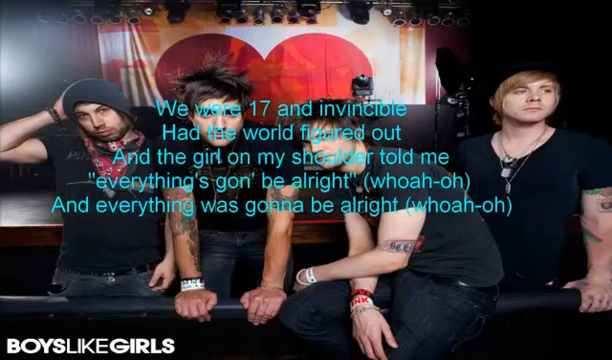 We were 17 and invincible
Had the world figured out
And the girl on my shoulder told me
"everything's gon' be alright" (whoah-oh)
And everything was gonna be alright (whoah-oh)
BOYSLIKEGIRLS